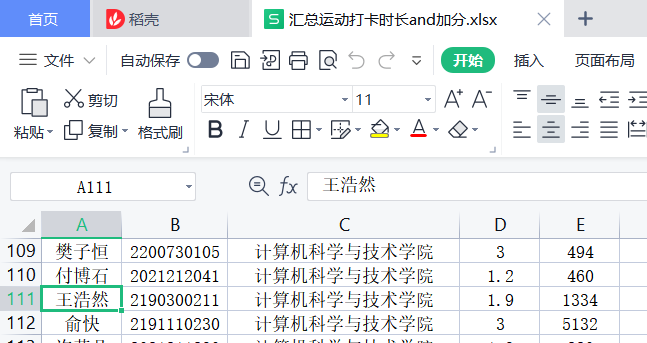 首页 稻壳 S 汇总运动打卡时长and加分.xlsx
文件 自动保存 开始 插入 页面布局
剪切 宋体 11 A+ A-
粘贴 复制 格式刷 B I U A
A111 fx 王浩然
A B C D E
109 樊子恒 2200730105 计算机科学与技术学院 3 494
110 付博石 2021212041 计算机科学与技术学院 1.2 460
111 王浩然 2190300211 计算机科学与技术学院 1.9 1334
112 俞快 2191110230 计算机科学与技术学院 3 5132